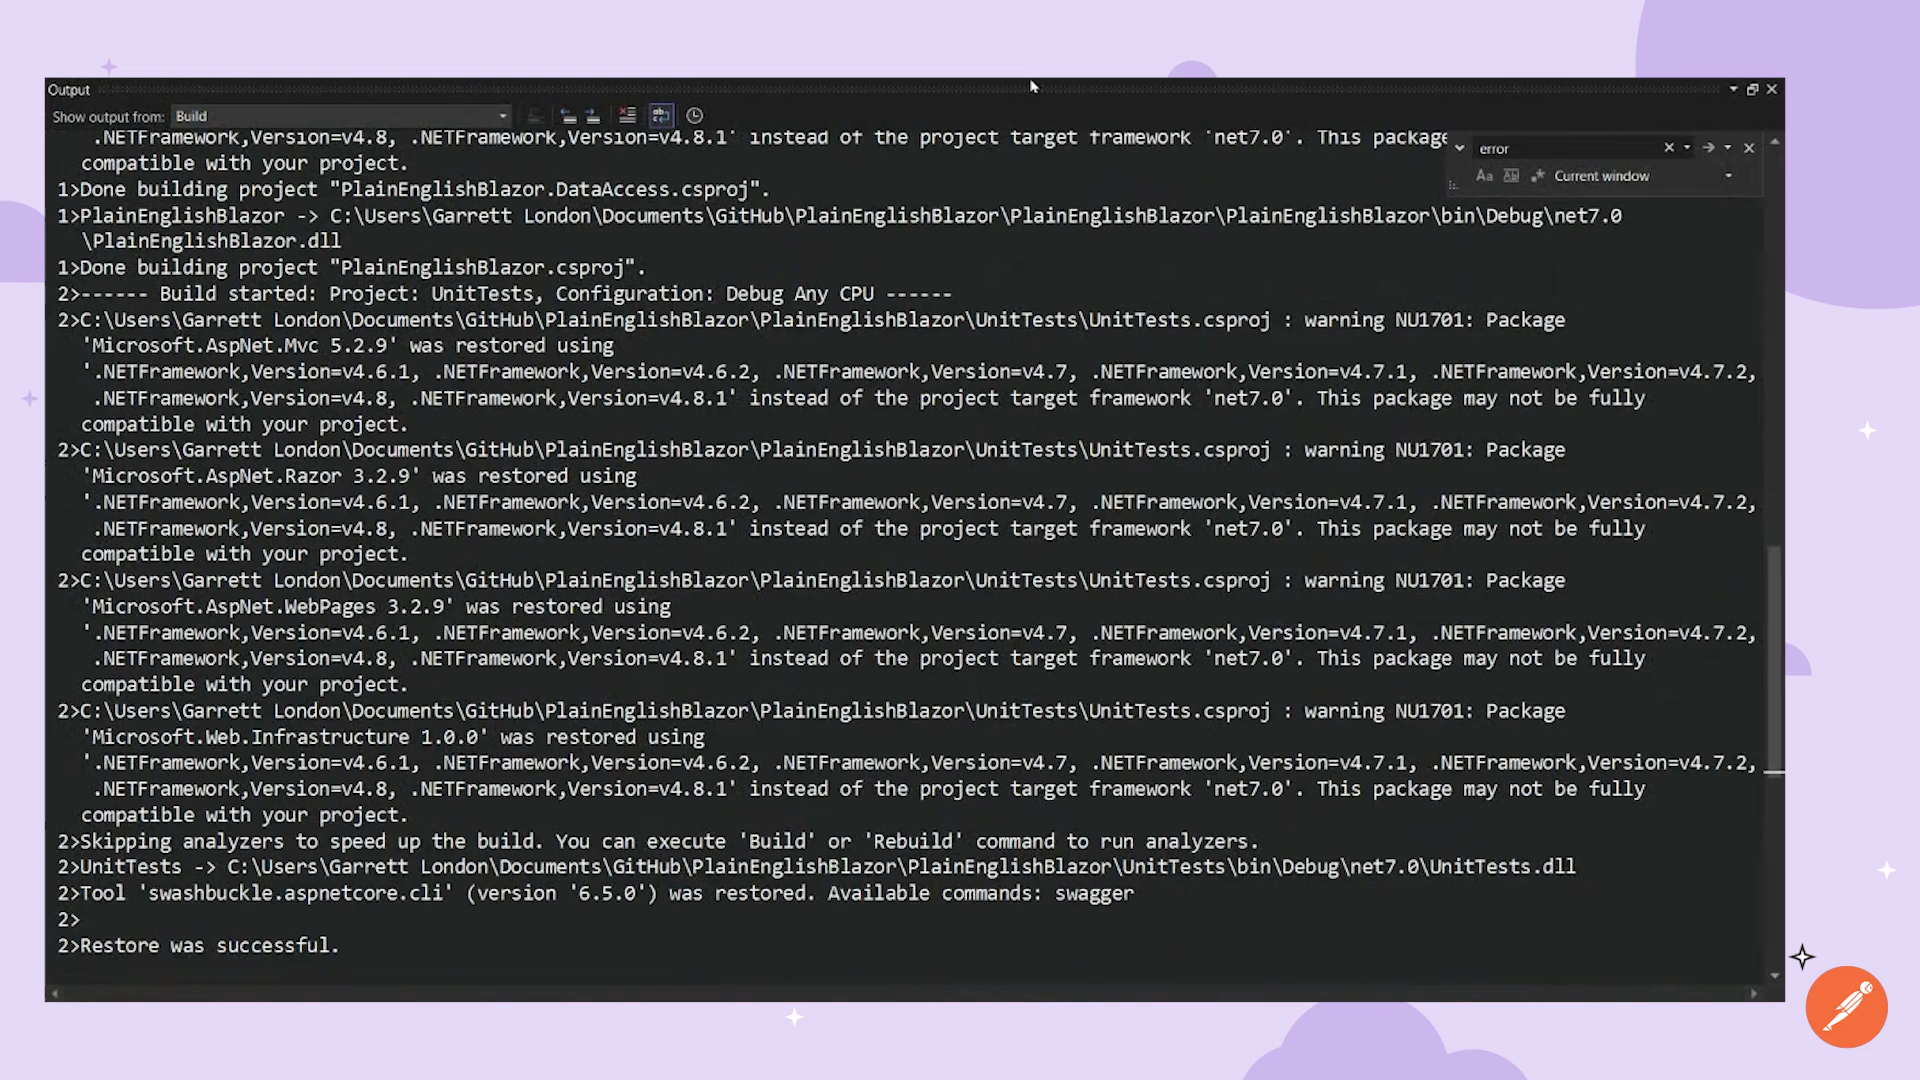 Output
Show output from: Build
.NETFramework,Version=v4.8, .NETFramework,Version=v4.8.1' instead of the project target framework 'net7.0'. This package
error
compatible with your project.
Aa Ab Current window
1>Done building project "PlainEnglishBlazor.DataAccess.csproj".
1>PlainEnglishBlazor -> C:\Users\Garrett London\Documents\GitHub\PlainEnglishBlazor\PlainEnglishBlazor\PlainEnglishBlazor\bin\Debug\net7.0
\PlainEnglishBlazor.dll
1>Done building project "PlainEnglishBlazor.csproj".
2>------ Build started: Project: UnitTests, Configuration: Debug Any CPU ------
2>C:\Users\Garrett London\Documents\GitHub\PlainEnglishBlazor\PlainEnglishBlazor\UnitTests\UnitTests.csproj : warning NU1701: Package
'Microsoft.AspNet.Mvc 5.2.9' was restored using
'.NETFramework,Version=v4.6.1, .NETFramework,Version=v4.6.2, .NETFramework,Version=v4.7, .NETFramework,Version=v4.7.1, .NETFramework,Version=v4.7.2,
.NETFramework,Version=v4.8, .NETFramework,Version=v4.8.1' instead of the project target framework 'net7.0'. This package may not be fully
compatible with your project.
2>C:\Users\Garrett London\Documents\GitHub\PlainEnglishBlazor\PlainEnglishBlazor\UnitTests\UnitTests.csproj : warning NU1701: Package
'Microsoft.AspNet.Razor 3.2.9' was restored using
'.NETFramework,Version=v4.6.1, .NETFramework,Version=v4.6.2, .NETFramework,Version=v4.7, .NETFramework,Version=v4.7.1, .NETFramework,Version=v4.7.2,
.NETFramework,Version=v4.8, .NETFramework,Version=v4.8.1' instead of the project target framework 'net7.0'. This package may not be fully
compatible with your project.
2>C:\Users\Garrett London\Documents\GitHub\PlainEnglishBlazor\PlainEnglishBlazor\UnitTests\UnitTests.csproj : warning NU1701: Package
'Microsoft.AspNet.WebPages 3.2.9' was restored using
'.NETFramework,Version=v4.6.1, .NETFramework,Version=v4.6.2, .NETFramework,Version=v4.7, .NETFramework,Version=v4.7.1, .NETFramework,Version=v4.7.2,
.NETFramework,Version=v4.8, .NETFramework,Version=v4.8.1' instead of the project target framework 'net7.0'. This package may not be fully
compatible with your project.
2>C:\Users\Garrett London\Documents\GitHub\PlainEnglishBlazor\PlainEnglishBlazor\UnitTests\UnitTests.csproj : warning NU1701: Package
'Microsoft.Web.Infrastructure 1.0.0' was restored using
'.NETFramework,Version=v4.6.1, .NETFramework,Version=v4.6.2, .NETFramework,Version=v4.7, .NETFramework,Version=v4.7.1, .NETFramework,Version=v4.7.2,
.NETFramework,Version=v4.8, .NETFramework,Version=v4.8.1' instead of the project target framework 'net7.0'. This package may not be fully
compatible with your project.
2>Skipping analyzers to speed up the build. You can execute 'Build' or 'Rebuild' command to run analyzers.
2>UnitTests -> C:\Users\Garrett London\Documents\GitHub\PlainEnglishBlazor\PlainEnglishBlazor\UnitTests\bin\Debug\net7.0\UnitTests.dll
2>Tool 'swashbuckle.aspnetcore.cli' (version '6.5.0') was restored. Available commands: swagger
2>
2>Restore was successful.